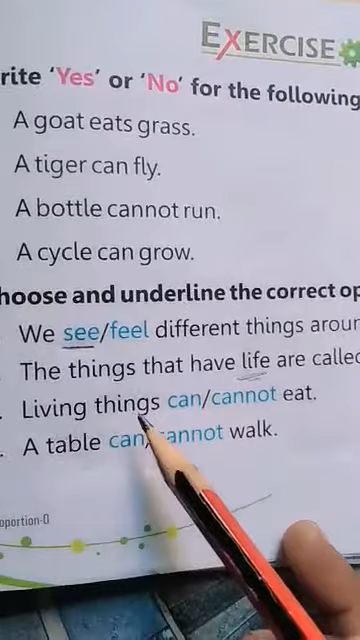 EXERCISE
rite ‘Yes’ or ‘No’ for the following
A goat eats grass.
A tiger can fly.
A bottle cannot run.
A cycle can grow.
hoose and underline the correct op
We see/feel different things aroun
The things that have life are called
. Living things can/cannot eat.
. A table can/cannot walk.
oportion-0